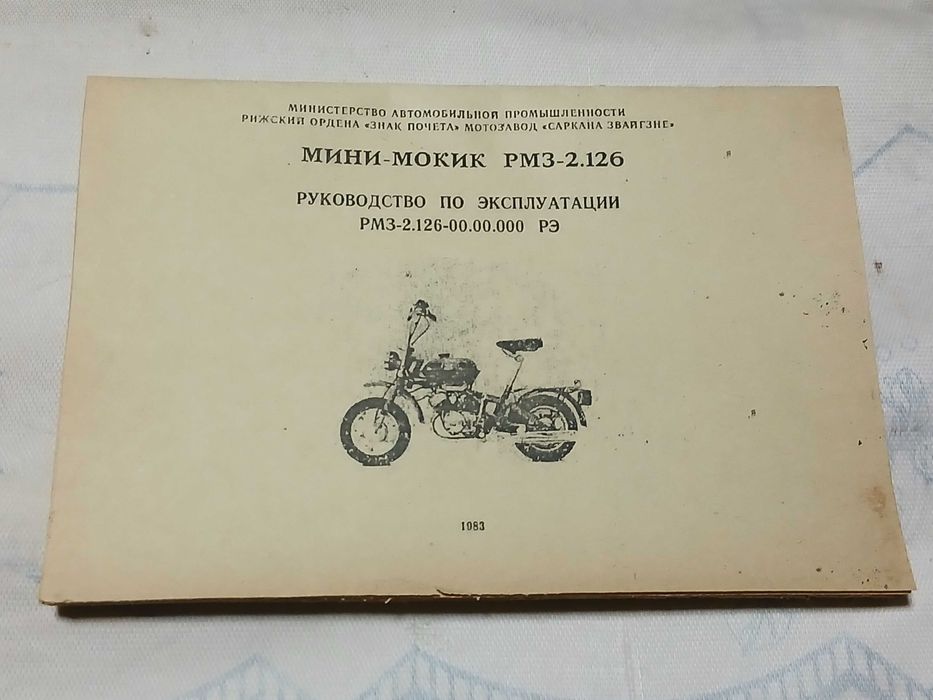 МИНИСТЕРСТВО АВТОМОБИЛЬНОЙ ПРОМЫШЛЕННОСТИ
РИЖСКИЙ ОРДЕНА «ЗНАК ПОЧЕТА» МОТОЗАВОД «САРКАНА ЗВАЙГЗНЕ»
МИНИ-МОКИК РМЗ-2.126
РУКОВОДСТВО ПО ЭКСПЛУАТАЦИИ
РМЗ-2.126-00.00.000 РЭ
1983